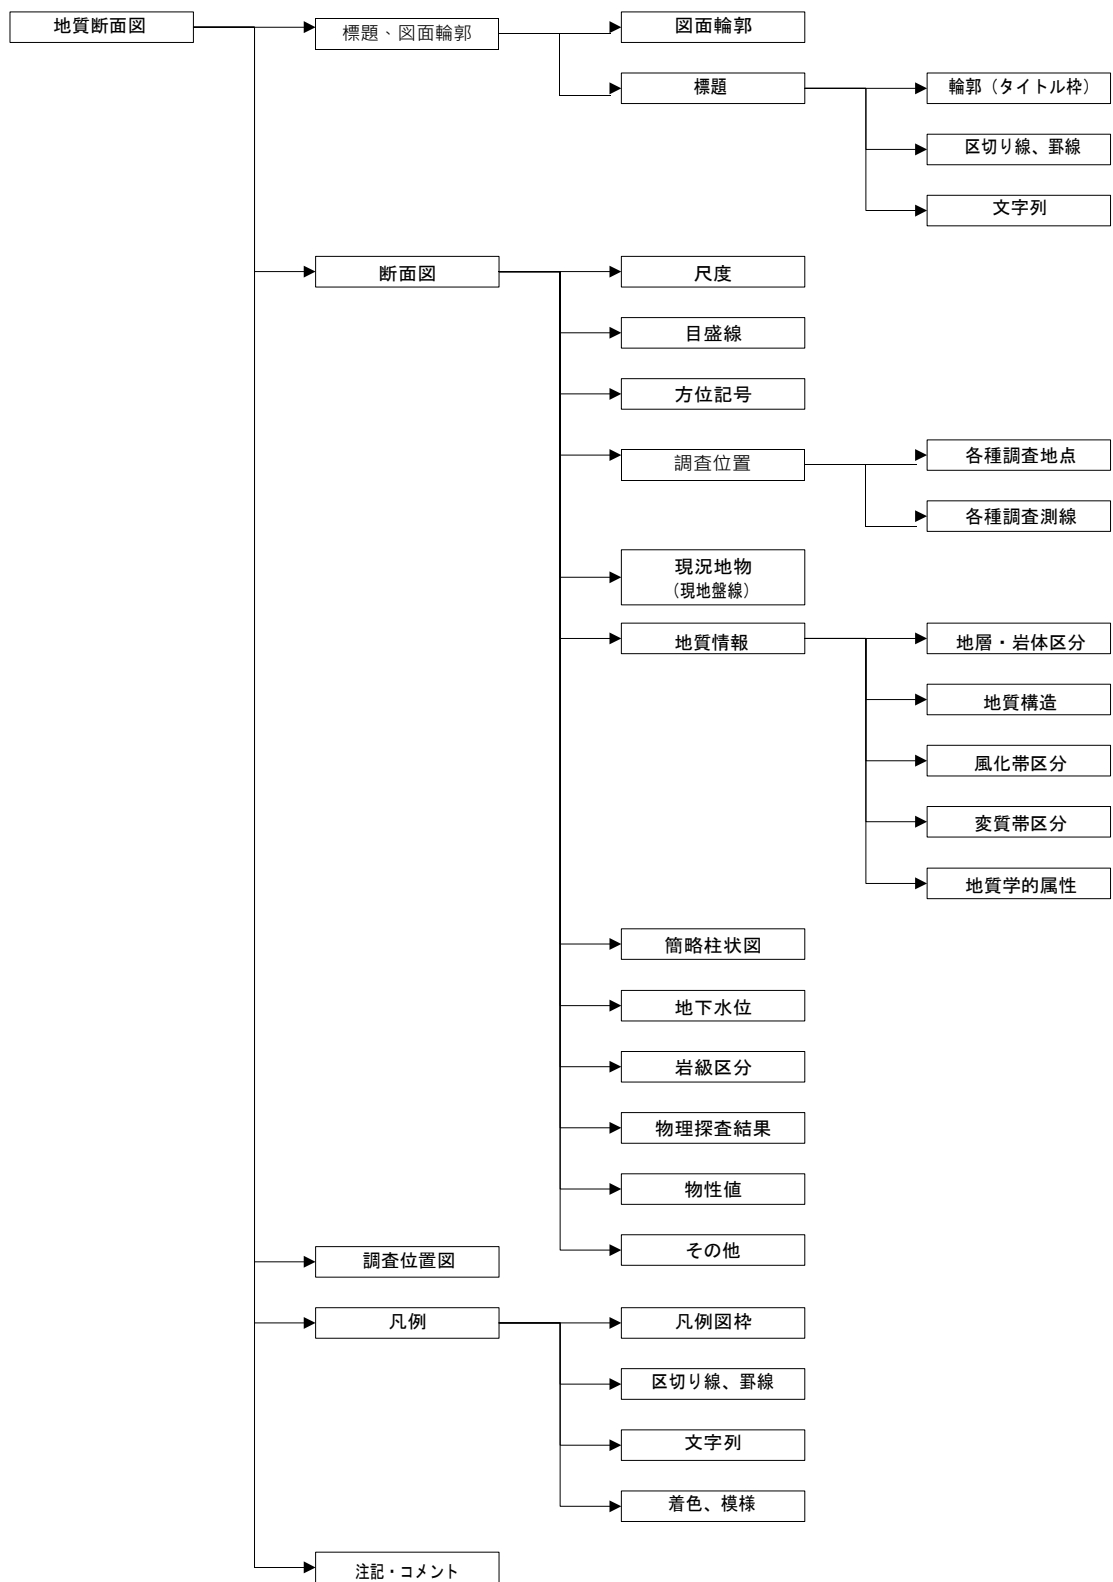 地質断面図
標題、図面輪郭
図面輪郭
標題
輪郭（タイトル枠）
区切り線、罫線
文字列
断面図
尺度
目盛線
方位記号
調査位置
各種調査地点
各種調査測線
現況地物
（現地盤線）
地質情報
地層・岩体区分
地質構造
風化帯区分
変質帯区分
地質学的属性
簡略柱状図
地下水位
岩級区分
物理探査結果
物性値
その他
調査位置図
凡例
凡例図枠
区切り線、罫線
文字列
着色、模様
注記・コメント